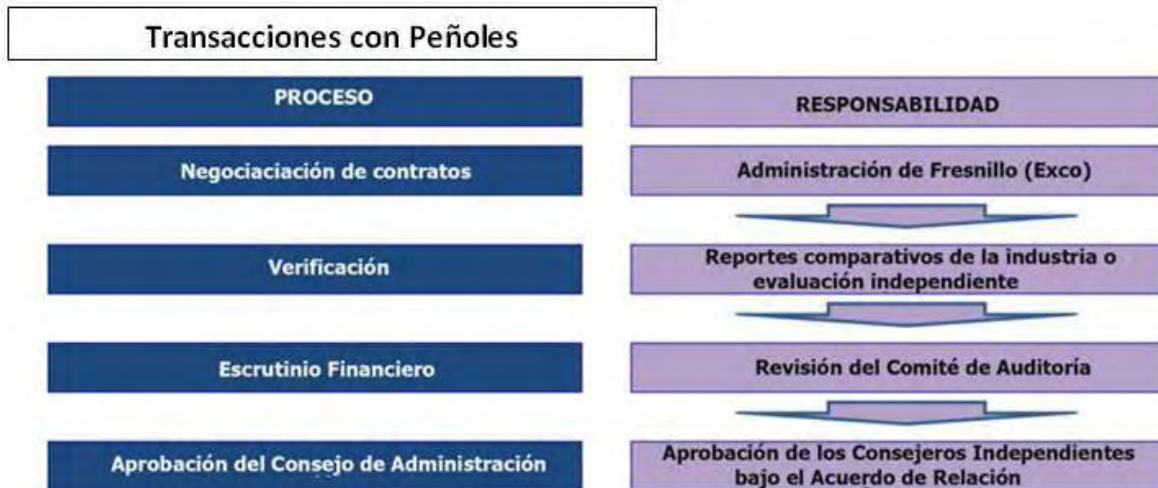 Transacciones con Peñoles
PROCESO
RESPONSABILIDAD
Negociaciación de contratos
Administración de Fresnillo (Exco)
Verificación
Reportes comparativos de la industria o
evaluación independiente
Escrutinio Financiero
Revisión del Comité de Auditoría
Aprobación del Consejo de Administración
Aprobación de los Consejeros Independientes
bajo el Acuerdo de Relación